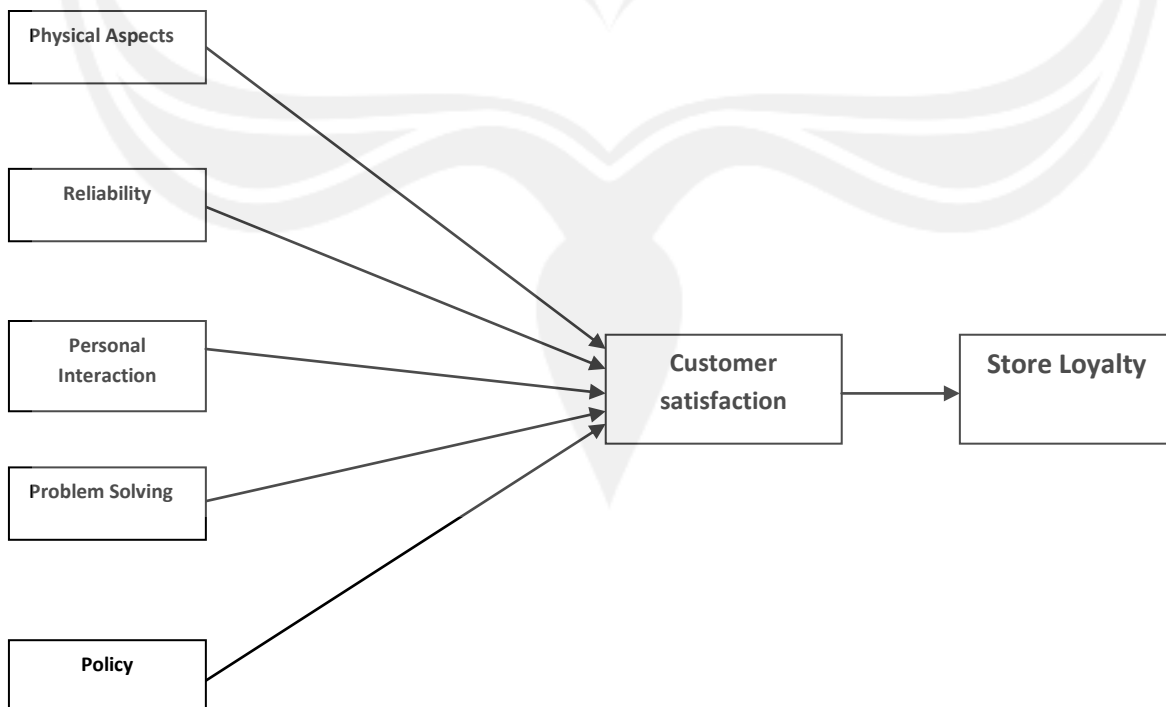 Physical Aspects
Reliability
Personal
Interaction
Problem Solving
Policy
Customer
satisfaction
Store Loyalty